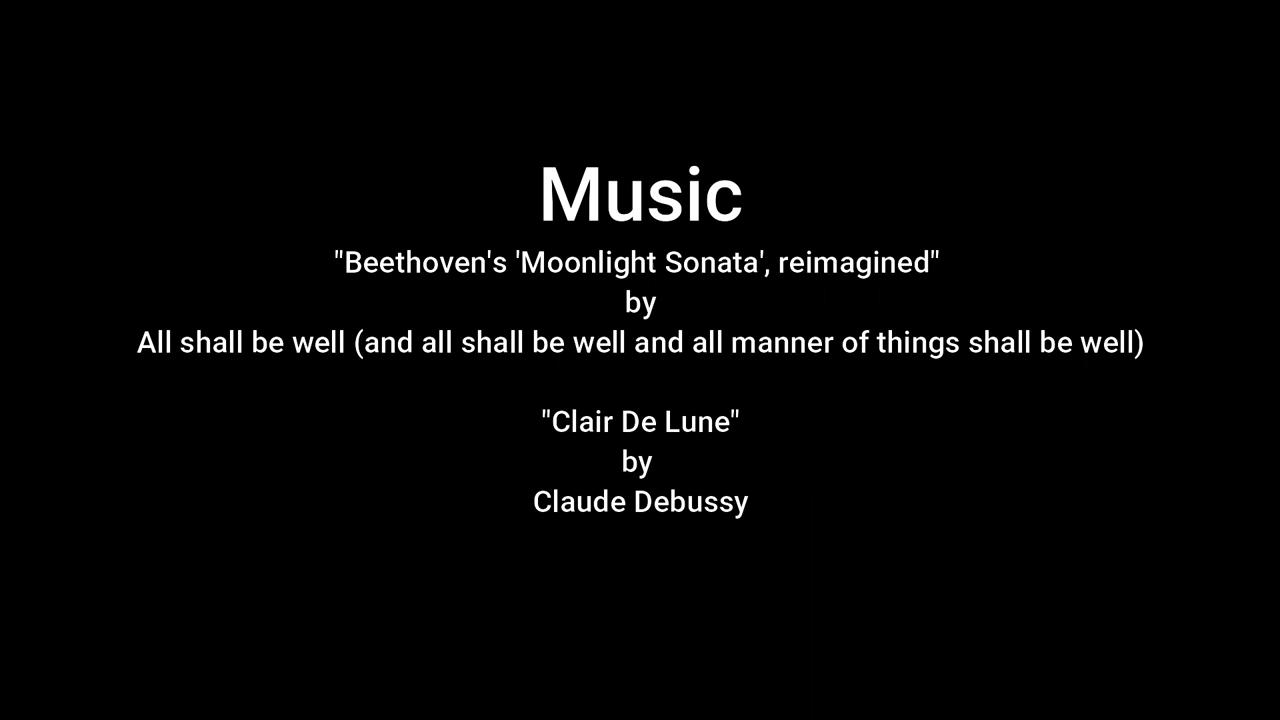 Music
"Beethoven's 'Moonlight Sonata', reimagined"
by
All shall be well (and all shall be well and all manner of things shall be well)
"Clair De Lune"
by
Claude Debussy